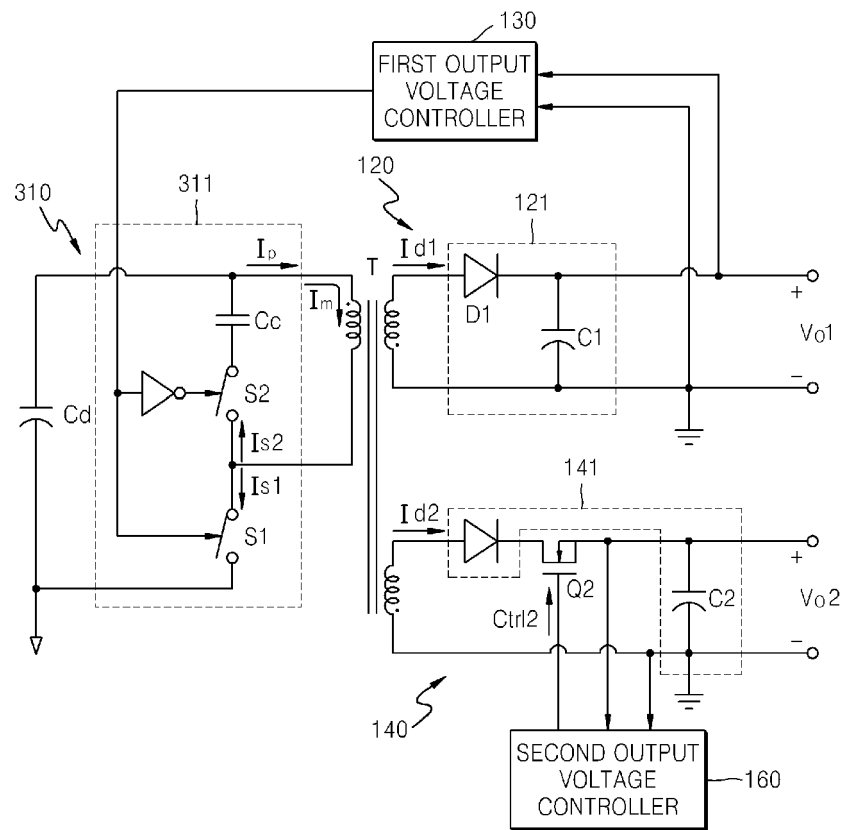 130
FIRST OUTPUT
VOLTAGE
CONTROLLER
310
311
120
121
Ip
T
Id1
Im
D1
Cc
C1
+
Vo1
−
S2
Cd
Is2
Is1
S1
141
Id2
Q2
Ctrl2
C2
+
Vo2
−
140
SECOND OUTPUT
VOLTAGE
CONTROLLER
160